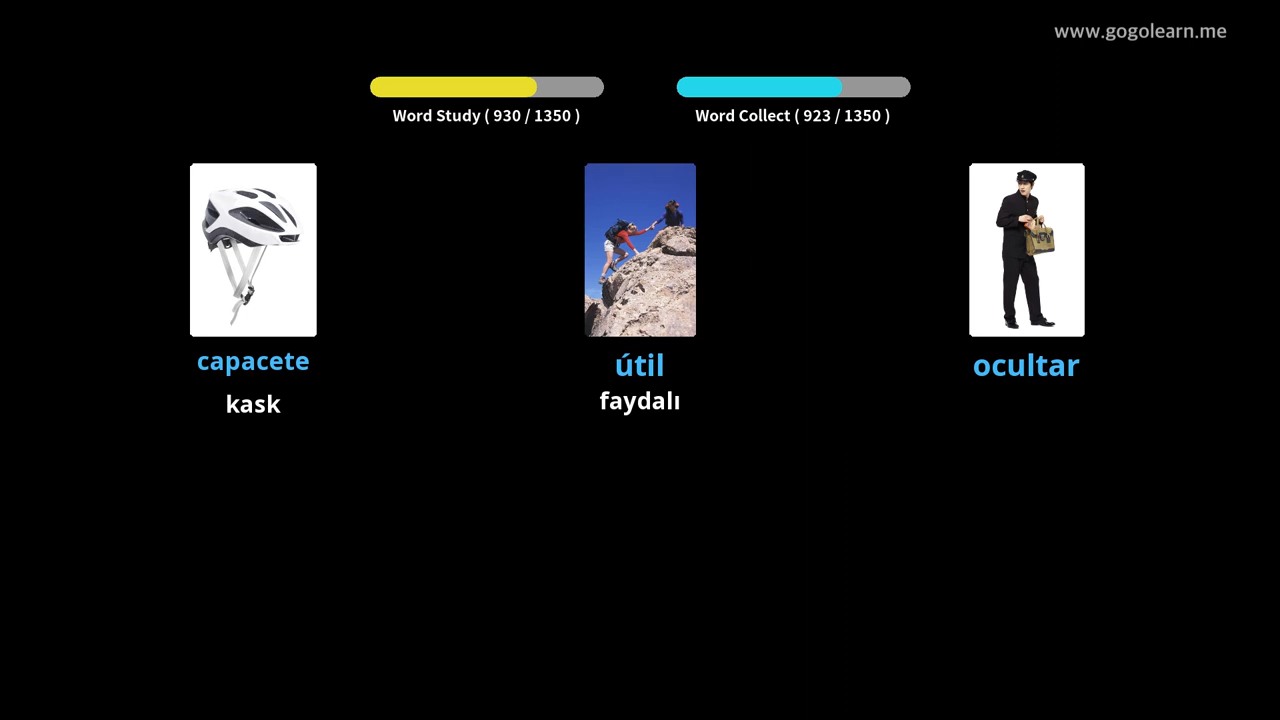 www.gogolearn.me
Word Study ( 930 / 1350 )
Word Collect ( 923 / 1350 )
capacete
kask
útil
faydalı
ocultar